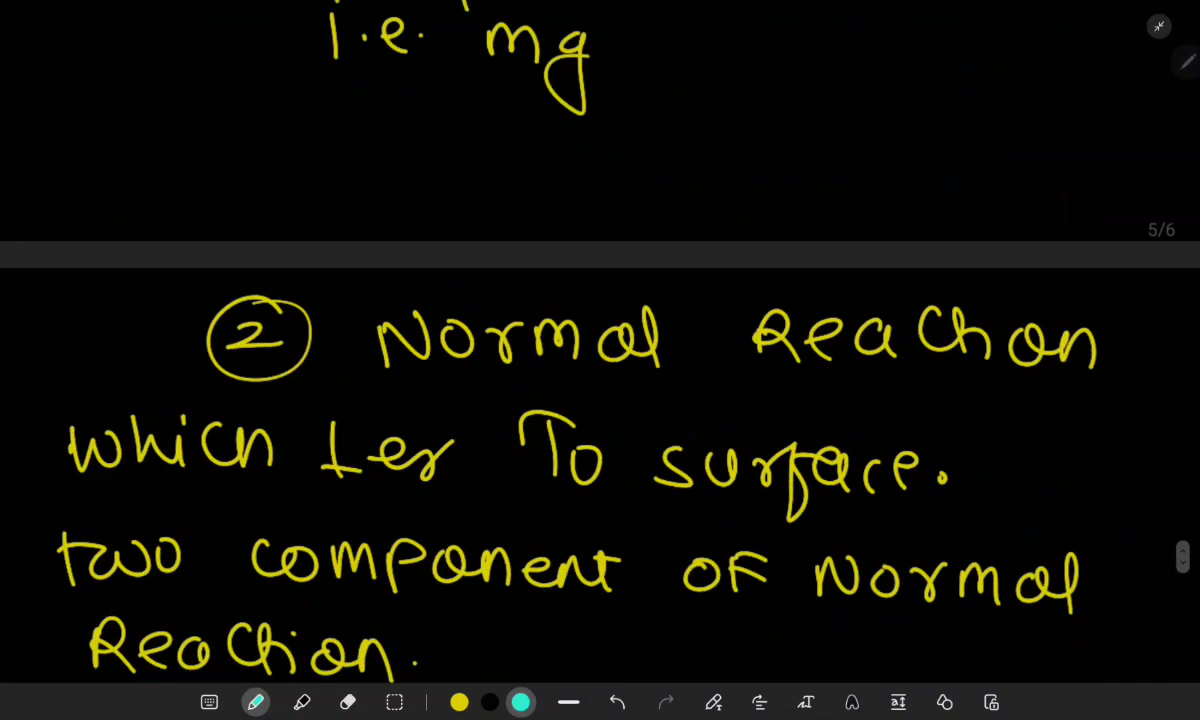 i.e. mg
5/6
② Normal Reaction
which ⊥er To surface.
two component of Normal
Reaction.